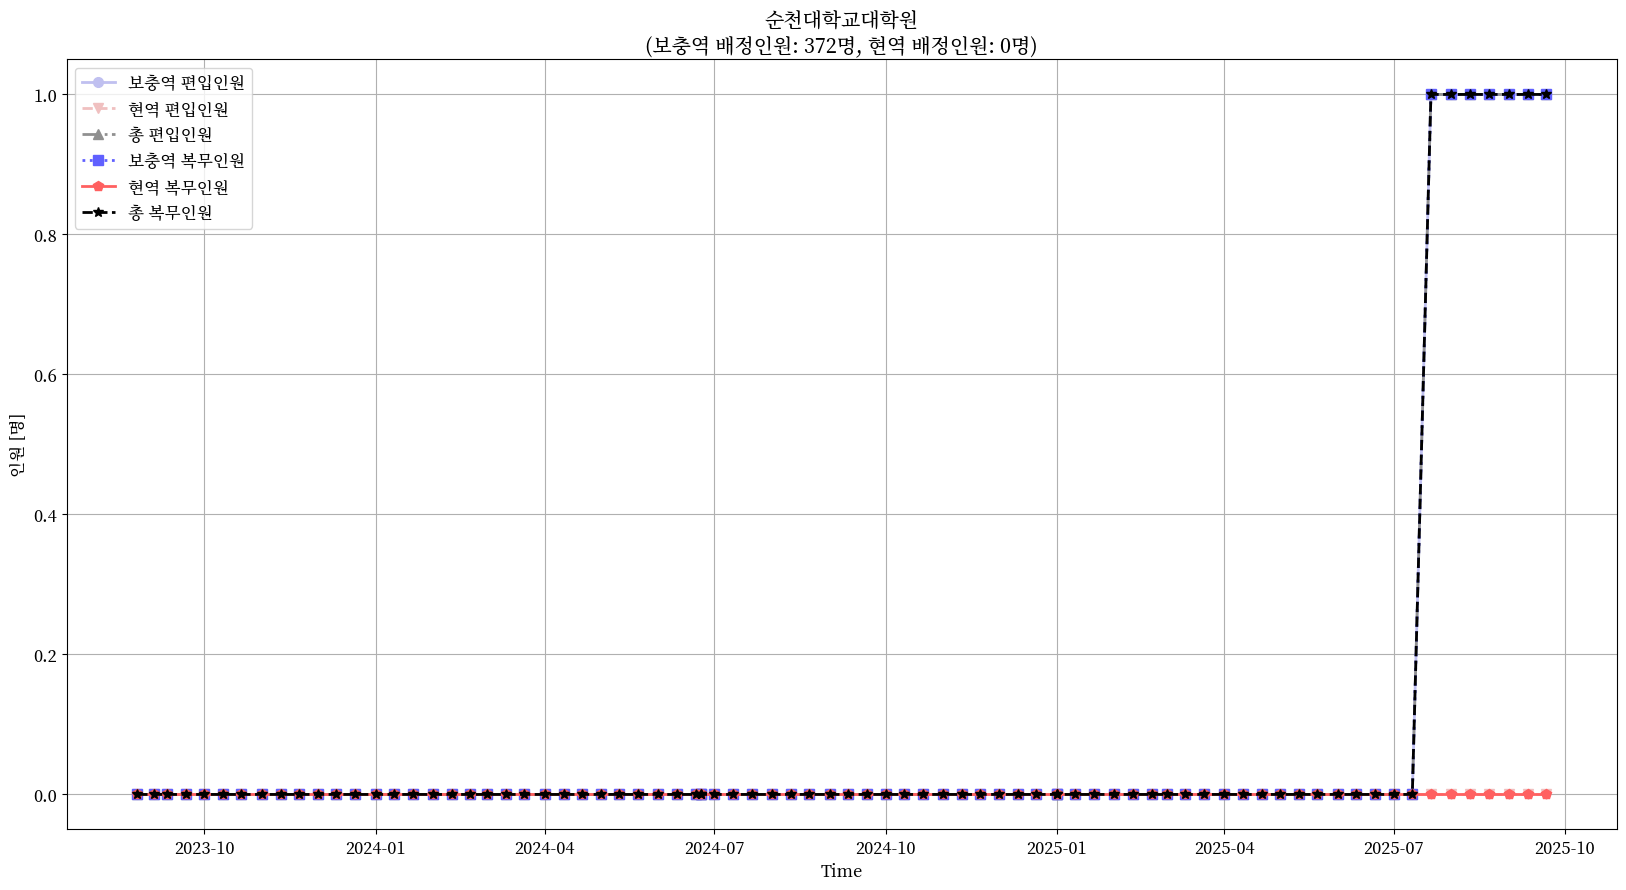 순천대학교대학원
(보충역 배정인원: 372명, 현역 배정인원: 0명)
보충역 편입인원
현역 편입인원
총 편입인원
보충역 복무인원
현역 복무인원
총 복무인원
1.0
0.8
0.6
0.4
0.2
0.0
인원 [명]
2023-10
2024-01
2024-04
2024-07
2024-10
2025-01
2025-04
2025-07
2025-10
Time